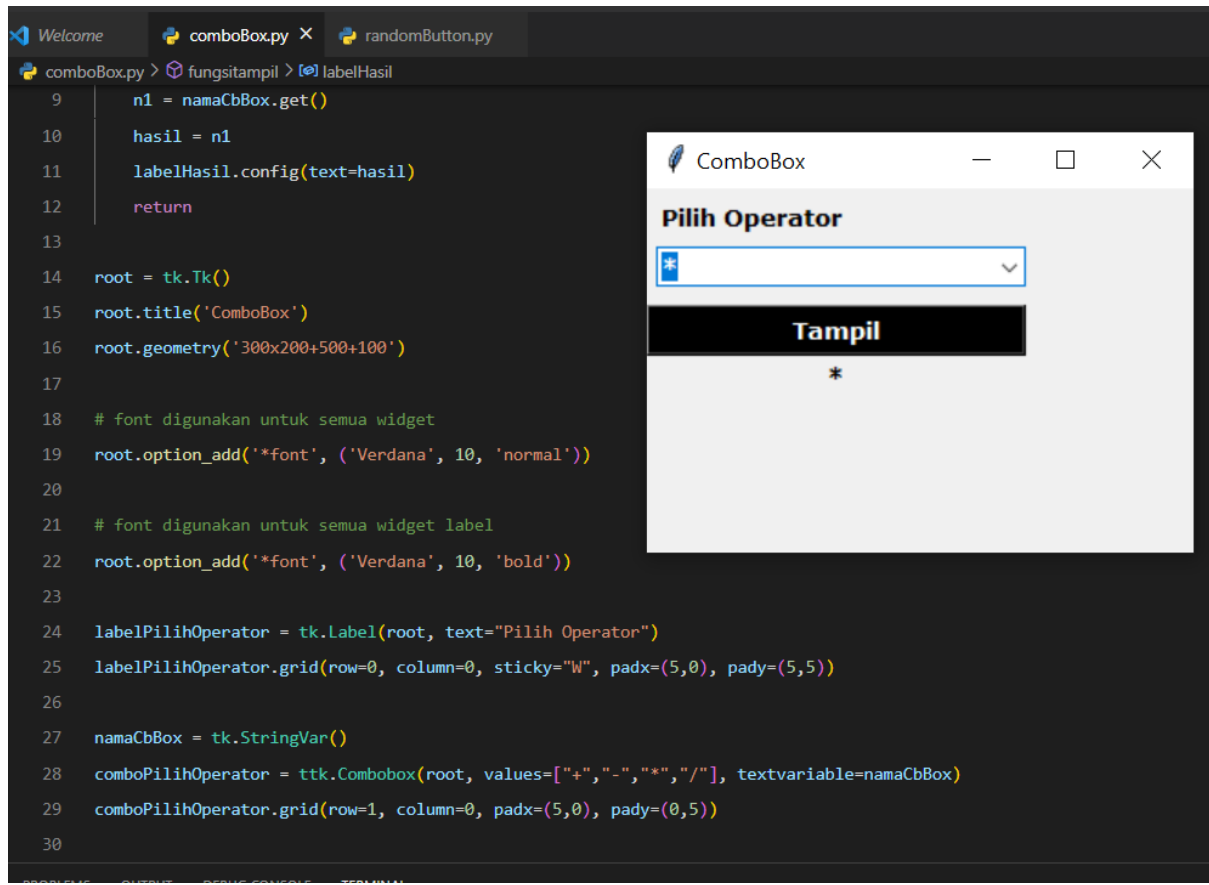 Welcome
comboBox.py
randomButton.py
comboBox.py > fungsitampil > labelHasil
9 n1 = namaCbBox.get()
10 hasil = n1
11 labelHasil.config(text=hasil)
12 return
13
14 root = tk.Tk()
15 root.title('ComboBox')
16 root.geometry('300x200+500+100')
17
18 # font digunakan untuk semua widget
19 root.option_add('*font', ('Verdana', 10, 'normal'))
20
21 # font digunakan untuk semua widget label
22 root.option_add('*font', ('Verdana', 10, 'bold'))
23
24 labelPilihOperator = tk.Label(root, text="Pilih Operator")
25 labelPilihOperator.grid(row=0, column=0, sticky="W", padx=(5,0), pady=(5,5))
26
27 namaCbBox = tk.StringVar()
28 comboPilihOperator = ttk.Combobox(root, values=["+","-","*","/"], textvariable=namaCbBox)
29 comboPilihOperator.grid(row=1, column=0, padx=(5,0), pady=(0,5))
30
ComboBox
Pilih Operator
*
Tampil
*
PROBLEMS OUTPUT DEBUG CONSOLE TERMINAL